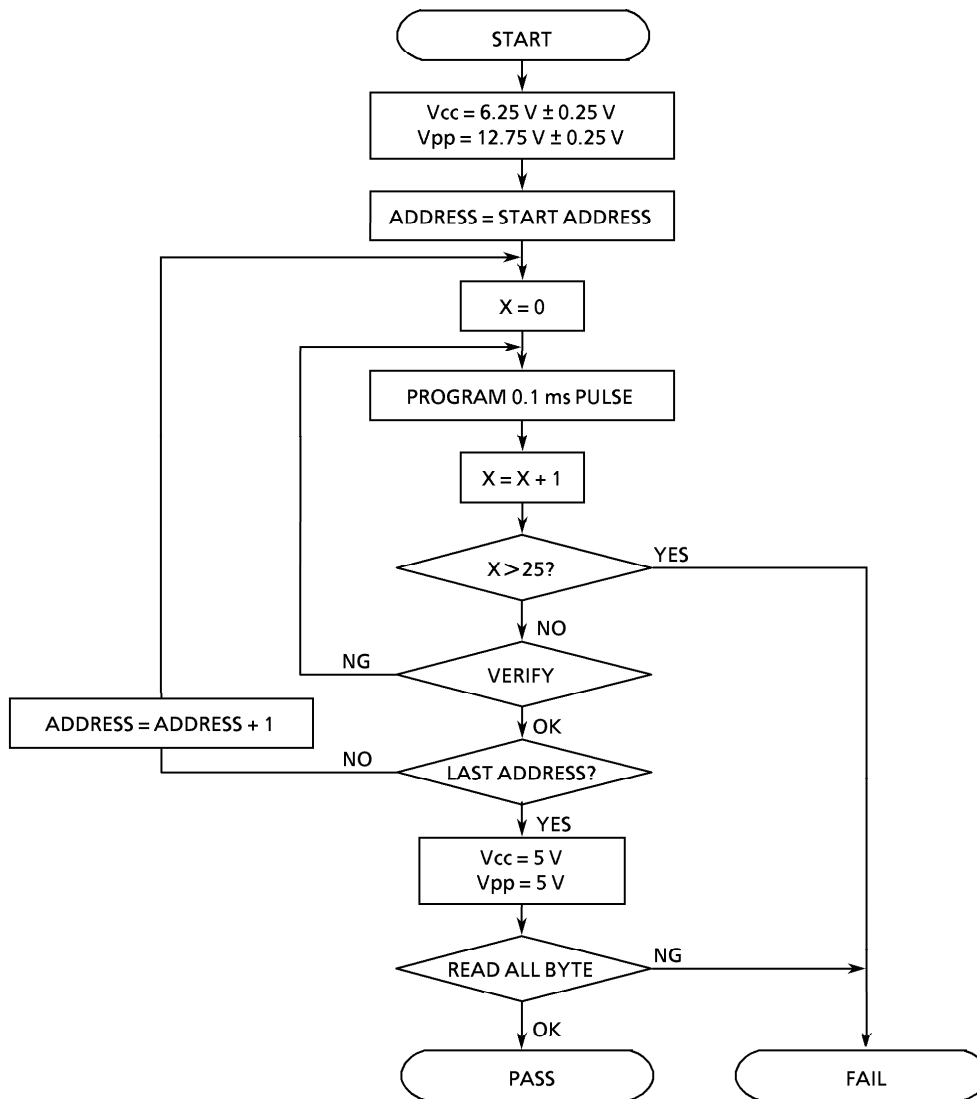 START
Vcc = 6.25 V ± 0.25 V
Vpp = 12.75 V ± 0.25 V
ADDRESS = START ADDRESS
X = 0
PROGRAM 0.1 ms PULSE
X = X + 1
X > 25?
YES
NO
VERIFY
NG
OK
ADDRESS = ADDRESS + 1
LAST ADDRESS?
NO
YES
Vcc = 5 V
Vpp = 5 V
READ ALL BYTE
NG
OK
PASS
FAIL